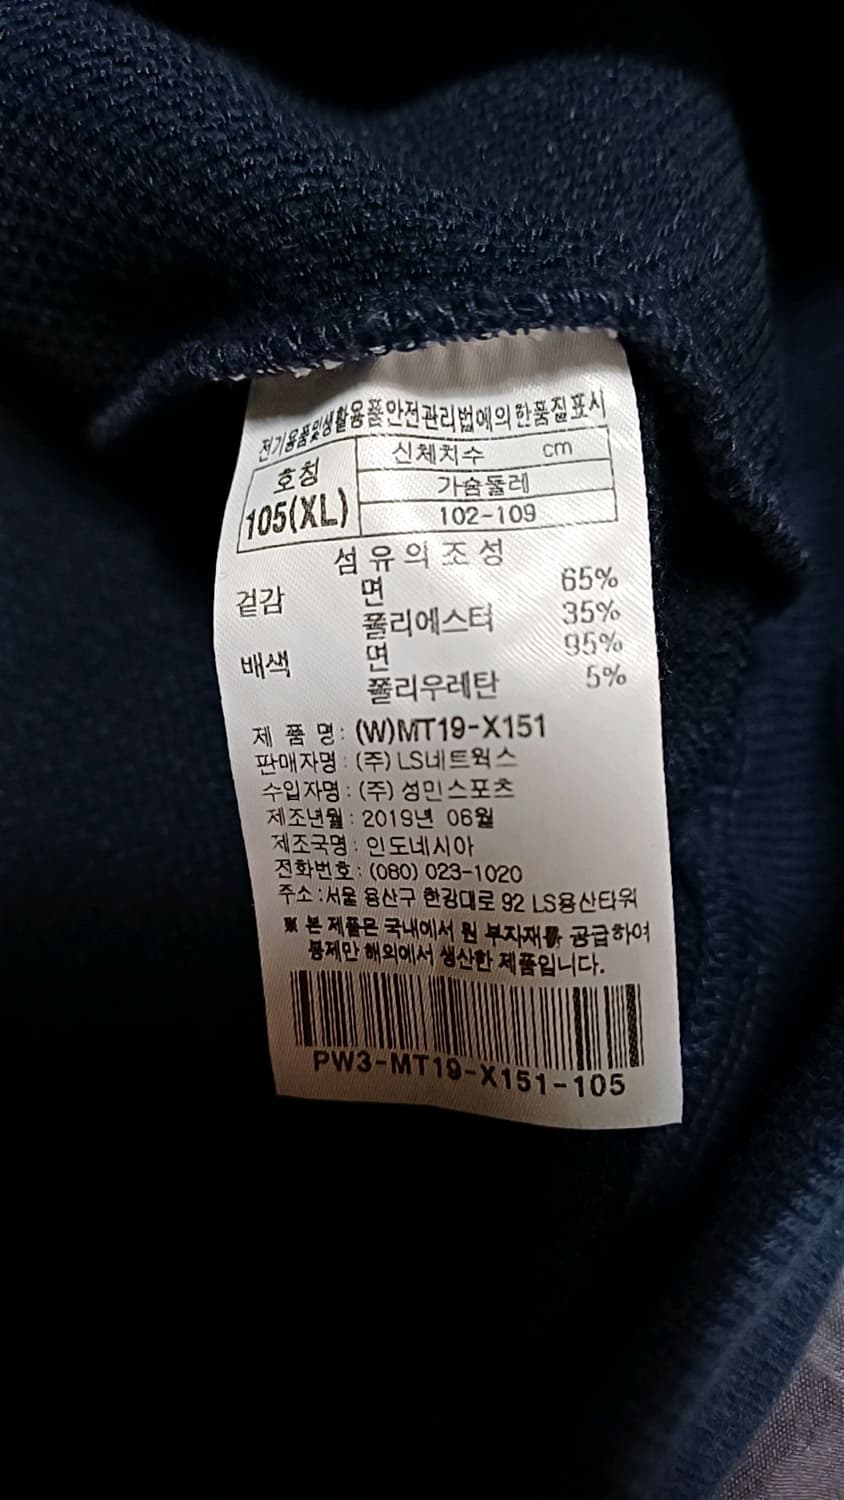 전기용품및생활용품안전관리법에의한품질표시
호칭 신체치수 cm
105(XL) 가슴둘레
102-109
섬유의조성
겉감 면 65%
폴리에스터 35%
배색 면 95%
폴리우레탄 5%
제 품 명: (W)MT19-X151
판매자명: (주) LS네트웍스
수입자명: (주) 성민스포츠
제조년월: 2019년 06월
제조국명: 인도네시아
전화번호: (080) 023-1020
주소:서울 용산구 한강대로 92 LS용산타워
※ 본 제품은 국내에서 원 부자재를 공급하여
봉제만 해외에서 생산한 제품입니다.
PW3-MT19-X151-105